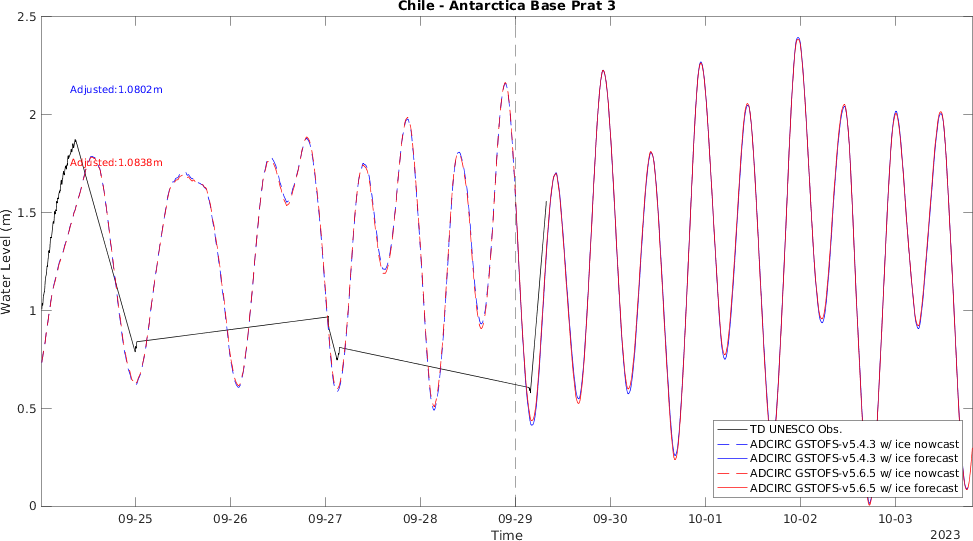 Chile - Antarctica Base Prat 3
Water Level (m)
2.5
2
1.5
1
0.5
0
Adjusted:1.0802m
Adjusted:1.0838m
TD UNESCO Obs.
ADCIRC GSTOFS-v5.4.3 w/ ice nowcast
ADCIRC GSTOFS-v5.4.3 w/ ice forecast
ADCIRC GSTOFS-v5.6.5 w/ ice nowcast
ADCIRC GSTOFS-v5.6.5 w/ ice forecast
09-25 09-26 09-27 09-28 09-29 09-30 10-01 10-02 10-03
Time
2023